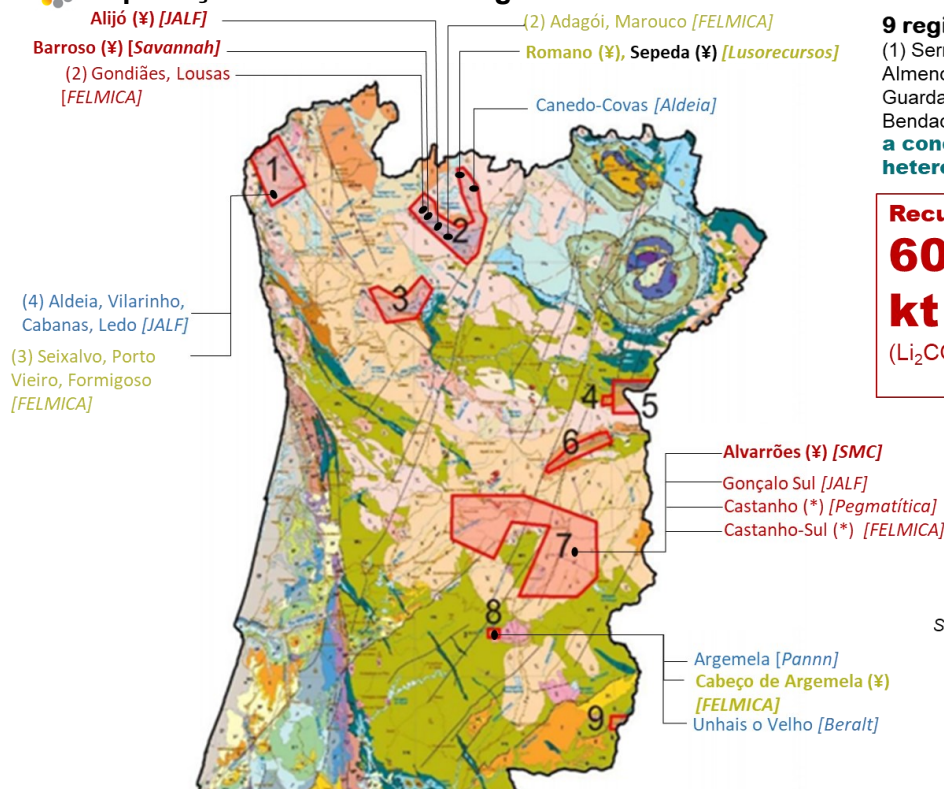 Alijó (¥) [JALF]
Barroso (¥) [Savannah]
(2) Gondiães, Lousas
[FELMICA]
(2) Adagói, Marouco [FELMICA]
Romano (¥), Sepeda (¥) [Lusorecursos]
Canedo-Covas [Aldeia]
9 regi
(1) Ser
Almend
Guarda
Bendad
a con
heter
Recu
60
kt
(Li₂C
1
2
3
(4) Aldeia, Vilarinho,
Cabanas, Ledo [JALF]
(3) Seixalvo, Porto
Vieiro, Formigoso
[FELMICA]
4
5
6
7
Alvarrões (¥) [SMC]
Gonçalo Sul [JALF]
Castanho (*) [Pegmatítica]
Castanho-Sul (*) [FELMICA]
8
Argemela [Pannn]
Cabeço de Argemela (¥)
[FELMICA]
Unhais o Velho [Beralt]
9
S